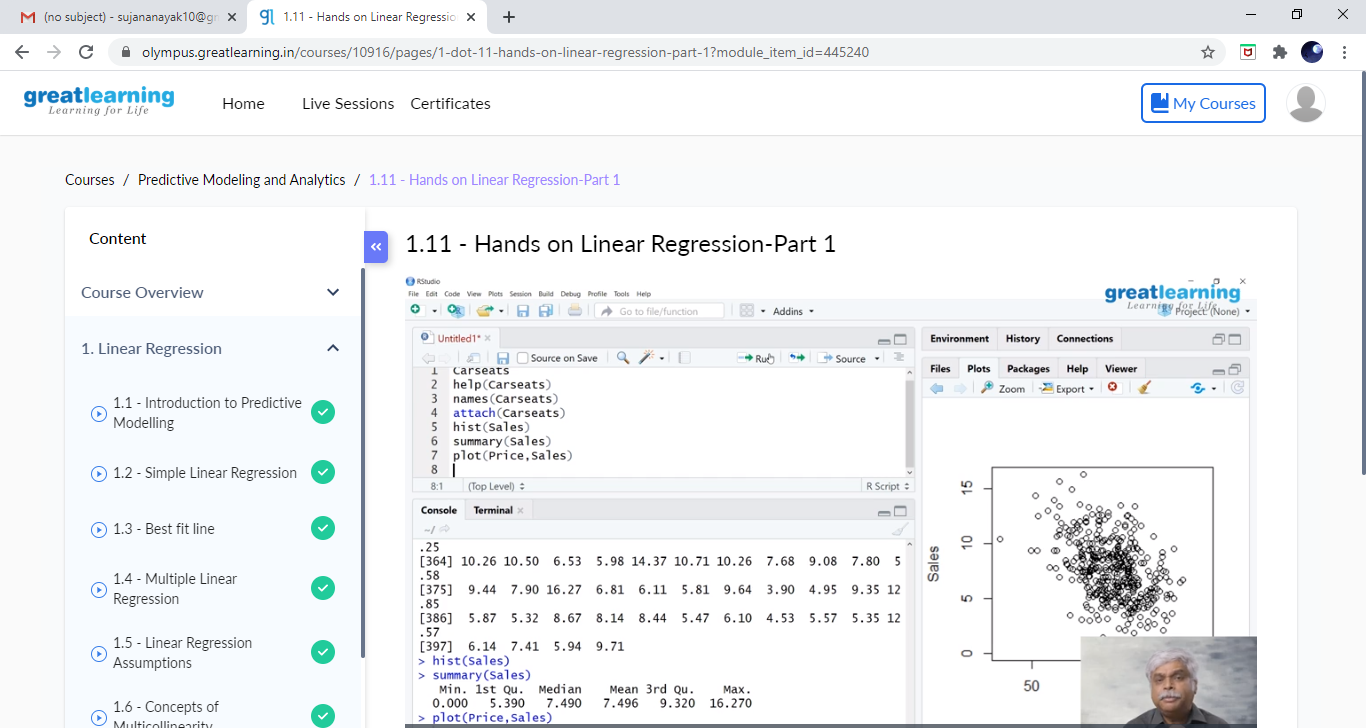 (no subject) - sujananayak10@gr
1.11 - Hands on Linear Regressio
olympus.greatlearning.in/courses/10916/pages/1-dot-11-hands-on-linear-regression-part-1?module_item_id=445240
greatlearning
Learning for Life
Home
Live Sessions
Certificates
My Courses
Courses / Predictive Modeling and Analytics / 1.11 - Hands on Linear Regression-Part 1
Content
Course Overview
1. Linear Regression
1.1 - Introduction to Predictive
Modelling
1.2 - Simple Linear Regression
1.3 - Best fit line
1.4 - Multiple Linear
Regression
1.5 - Linear Regression
Assumptions
1.6 - Concepts of
Multicollinearity
1.11 - Hands on Linear Regression-Part 1
RStudio
File Edit Code View Plots Session Build Debug Profile Tools Help
greatlearning
Learning for Life
Go to file/function
Addins
Project: (None)
Untitled1*
Source on Save
Run
Source
1 Carseats
2 help(Carseats)
3 names(Carseats)
4 attach(Carseats)
5 hist(Sales)
6 summary(Sales)
7 plot(Price,Sales)
8
8:1 (Top Level) R Script
Console Terminal
~/
.25
[364] 10.26 10.50 6.53 5.98 14.37 10.71 10.26 7.68 9.08 7.80 5
.58
[375] 9.44 7.90 16.27 6.81 6.11 5.81 9.64 3.90 4.95 9.35 12
.85
[386] 5.87 5.32 8.67 8.14 8.44 5.47 6.10 4.53 5.57 5.35 12
.57
[397] 6.14 7.41 5.94 9.71
> hist(Sales)
> summary(Sales)
Min. 1st Qu. Median Mean 3rd Qu. Max.
0.000 5.390 7.490 7.496 9.320 16.270
> plot(Price,Sales)
Environment History Connections
Files Plots Packages Help Viewer
Zoom Export
Sales
15
10
5
0
50